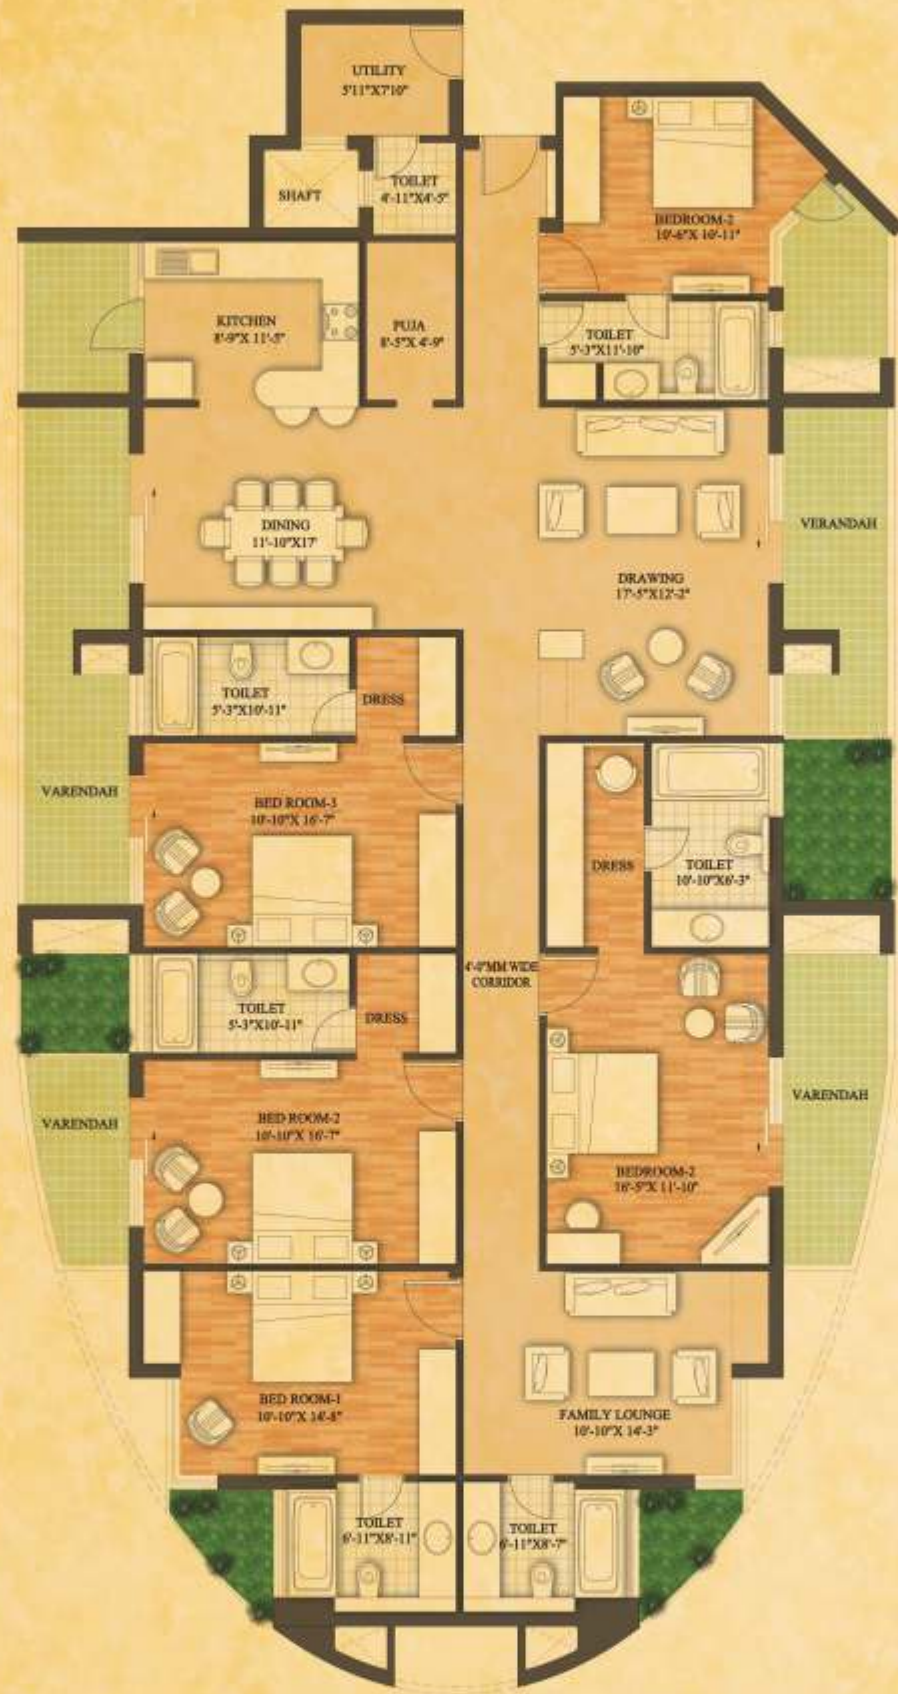 UTILITY
5'11"X7'10"
SHAFT
TOILET
4'-11"X4'-5"
BEDROOM-2
10'-6"X 10'-11"
KITCHEN
8'-9"X 11'-5"
PUJA
8'-5"X 4'-9"
TOILET
5'-3"X11'-10"
DINING
11'-10"X17'
VERANDAH
DRAWING
17'-5"X12'-2"
TOILET
5'-3"X10'-11"
DRESS
VARENDAH
BED ROOM-3
10'-10"X 16'-7"
DRESS
TOILET
10'-10"X6'-3"
4'-0"MM WIDE
CORRIDOR
TOILET
5'-3"X10'-11"
DRESS
VARENDAH
BED ROOM-2
10'-10"X 16'-7"
VARENDAH
BEDROOM-2
16'-5"X 11'-10"
BED ROOM-1
10'-10"X 14'-8"
FAMILY LOUNGE
10'-10"X 14'-3"
TOILET
6'-11"X8'-11"
TOILET
6'-11"X8'-7"